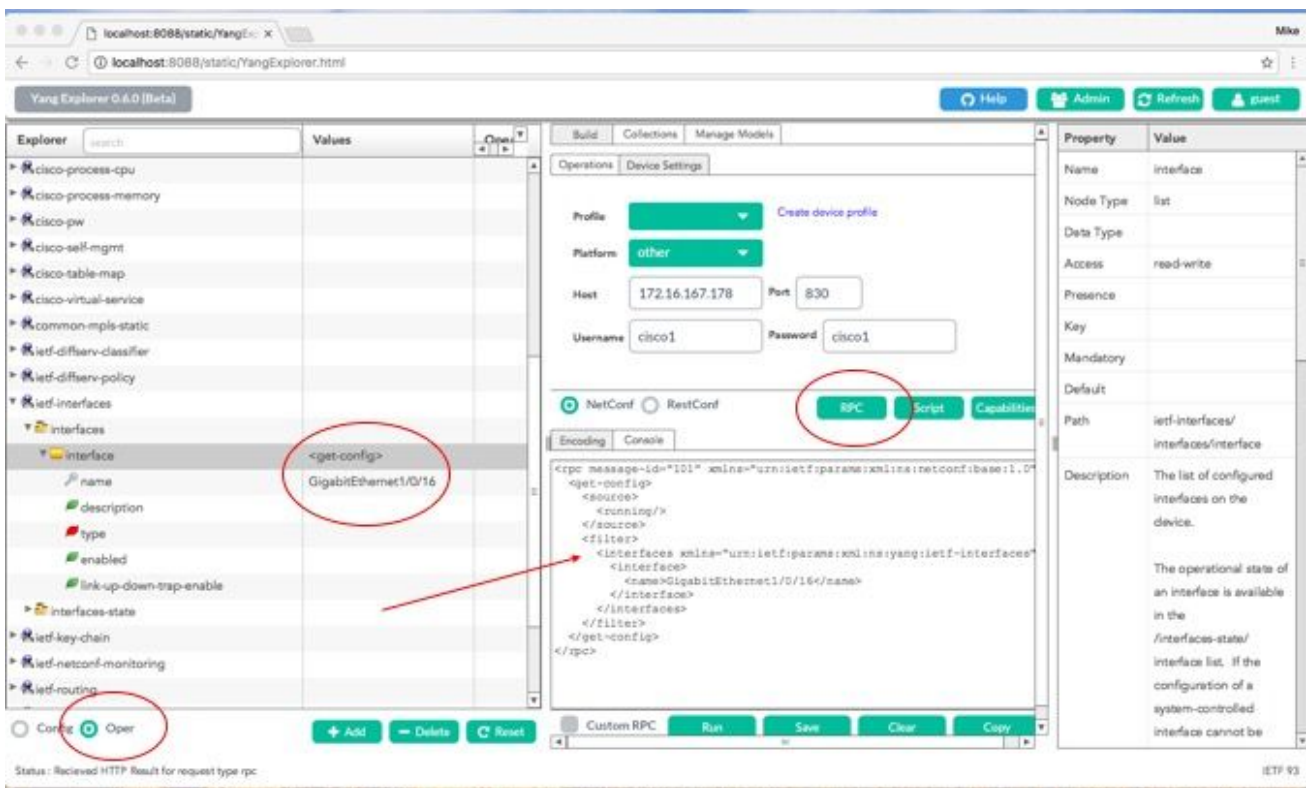 localhost:8088/static/YangEx
Mike
localhost:8088/static/YangExplorer.html
Yang Explorer 0.6.0 (Beta)
Help
Admin
Refresh
guest
Explorer
search
Values
Oper
cisco-process-cpu
cisco-process-memory
cisco-pw
cisco-self-mgmt
cisco-table-map
cisco-virtual-service
common-mpls-static
ietf-diffserv-classifier
ietf-diffserv-policy
ietf-interfaces
interfaces
interface <get-config>
name GigabitEthernet1/0/16
description
type
enabled
link-up-down-trap-enable
interfaces-state
ietf-key-chain
ietf-netconf-monitoring
ietf-routing
Config Oper
Add
Delete
Reset
Build Collections Manage Models
Operations Device Settings
Profile
Create device profile
Platform other
Host 172.16.167.178 Port 830
Username cisco1 Password cisco1
NetConf RestConf
RPC Script Capabilities
Encoding Console
<rpc message-id="101" xmlns="urn:ietf:params:xml:ns:netconf:base:1.0"
<get-config>
<source>
<running/>
</source>
<filter>
<interfaces xmlns="urn:ietf:params:xml:ns:yang:ietf-interfaces"
<interface>
<name>GigabitEthernet1/0/16</name>
</interface>
</interfaces>
</filter>
</get-config>
</rpc>
Custom RPC Run Save Clear Copy
Property Value
Name interface
Node Type list
Data Type
Access read-write
Presence
Key
Mandatory
Default
Path ietf-interfaces/
interfaces/interface
Description The list of configured
interfaces on the
device.
The operational state of
an interface is available
in the
/interfaces-state/
interface list. If the
configuration of a
system-controlled
interface cannot be
Status : Recieved HTTP Result for request type rpc
IETF 93